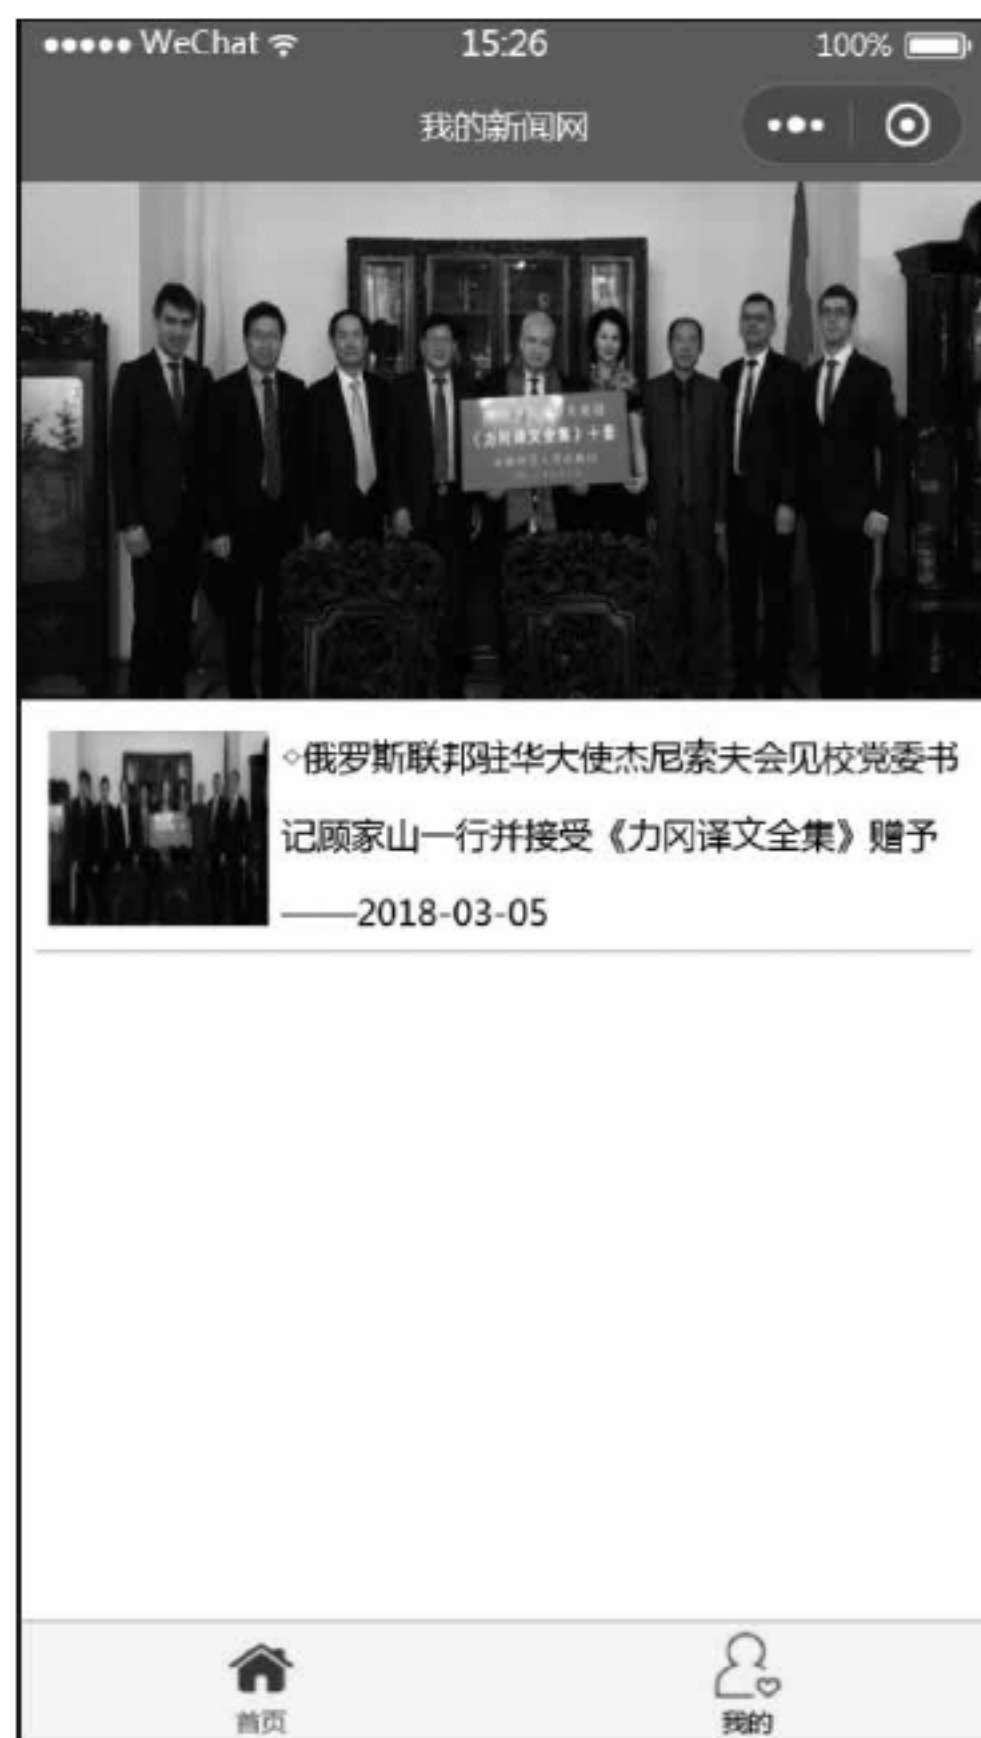 WeChat 15:26 100%
我的新闻网
《力冈译文全集》十卷
◇俄罗斯联邦驻华大使杰尼索夫会见校党委书
记顾家山一行并接受《力冈译文全集》赠予
——2018-03-05
首页 我的